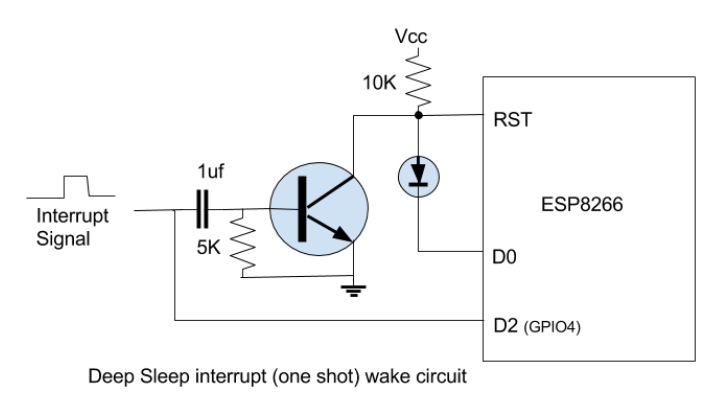 Vcc
10K
RST
1uf
ESP8266
Interrupt
Signal
5K
D0
D2 (GPIO4)
Deep Sleep interrupt (one shot) wake circuit